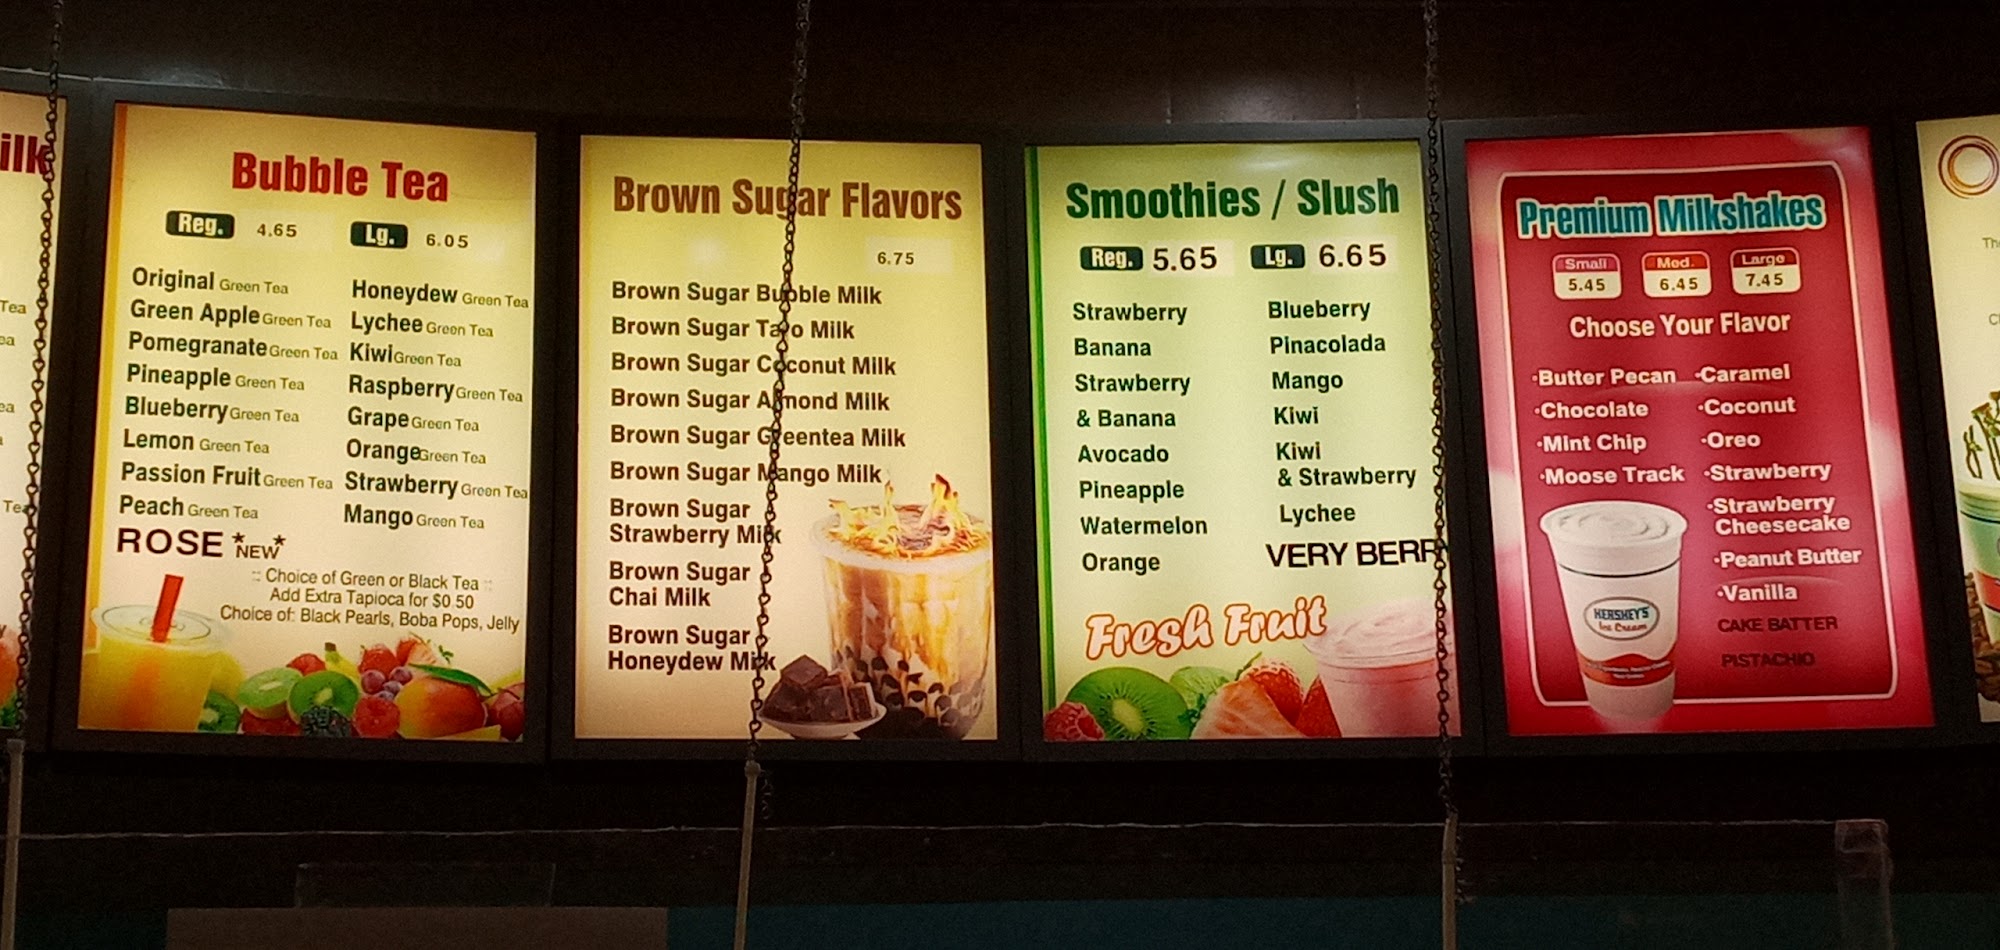 ilk
Tea
Tea
Bubble Tea
Reg. 4.65 Lg. 6.05
Original Green Tea
Green Apple Green Tea
Pomegranate Green Tea
Pineapple Green Tea
Blueberry Green Tea
Lemon Green Tea
Passion Fruit Green Tea
Peach Green Tea
ROSE *NEW*
Honeydew Green Tea
Lychee Green Tea
Kiwi Green Tea
Raspberry Green Tea
Grape Green Tea
Orange Green Tea
Strawberry Green Tea
Mango Green Tea
:: Choice of Green or Black Tea ::
Add Extra Tapioca for $0 50
Choice of: Black Pearls, Boba Pops, Jelly
Brown Sugar Flavors
6.75
Brown Sugar Bubble Milk
Brown Sugar Taro Milk
Brown Sugar Coconut Milk
Brown Sugar Almond Milk
Brown Sugar Greentea Milk
Brown Sugar Mango Milk
Brown Sugar
Strawberry Milk
Brown Sugar
Chai Milk
Brown Sugar
Honeydew Milk
Smoothies / Slush
Reg. 5.65 Lg. 6.65
Strawberry
Banana
Strawberry
& Banana
Avocado
Pineapple
Watermelon
Orange
Blueberry
Pinacolada
Mango
Kiwi
Kiwi
& Strawberry
Lychee
VERY BERRY
Fresh Fruit
Premium Milkshakes
Small Med. Large
5.45 6.45 7.45
Choose Your Flavor
·Butter Pecan
·Chocolate
·Mint Chip
·Moose Track
·Caramel
·Coconut
·Oreo
·Strawberry
·Strawberry
Cheesecake
·Peanut Butter
·Vanilla
CAKE BATTER
PISTACHIO
HERSHEY'S
Ice Cream